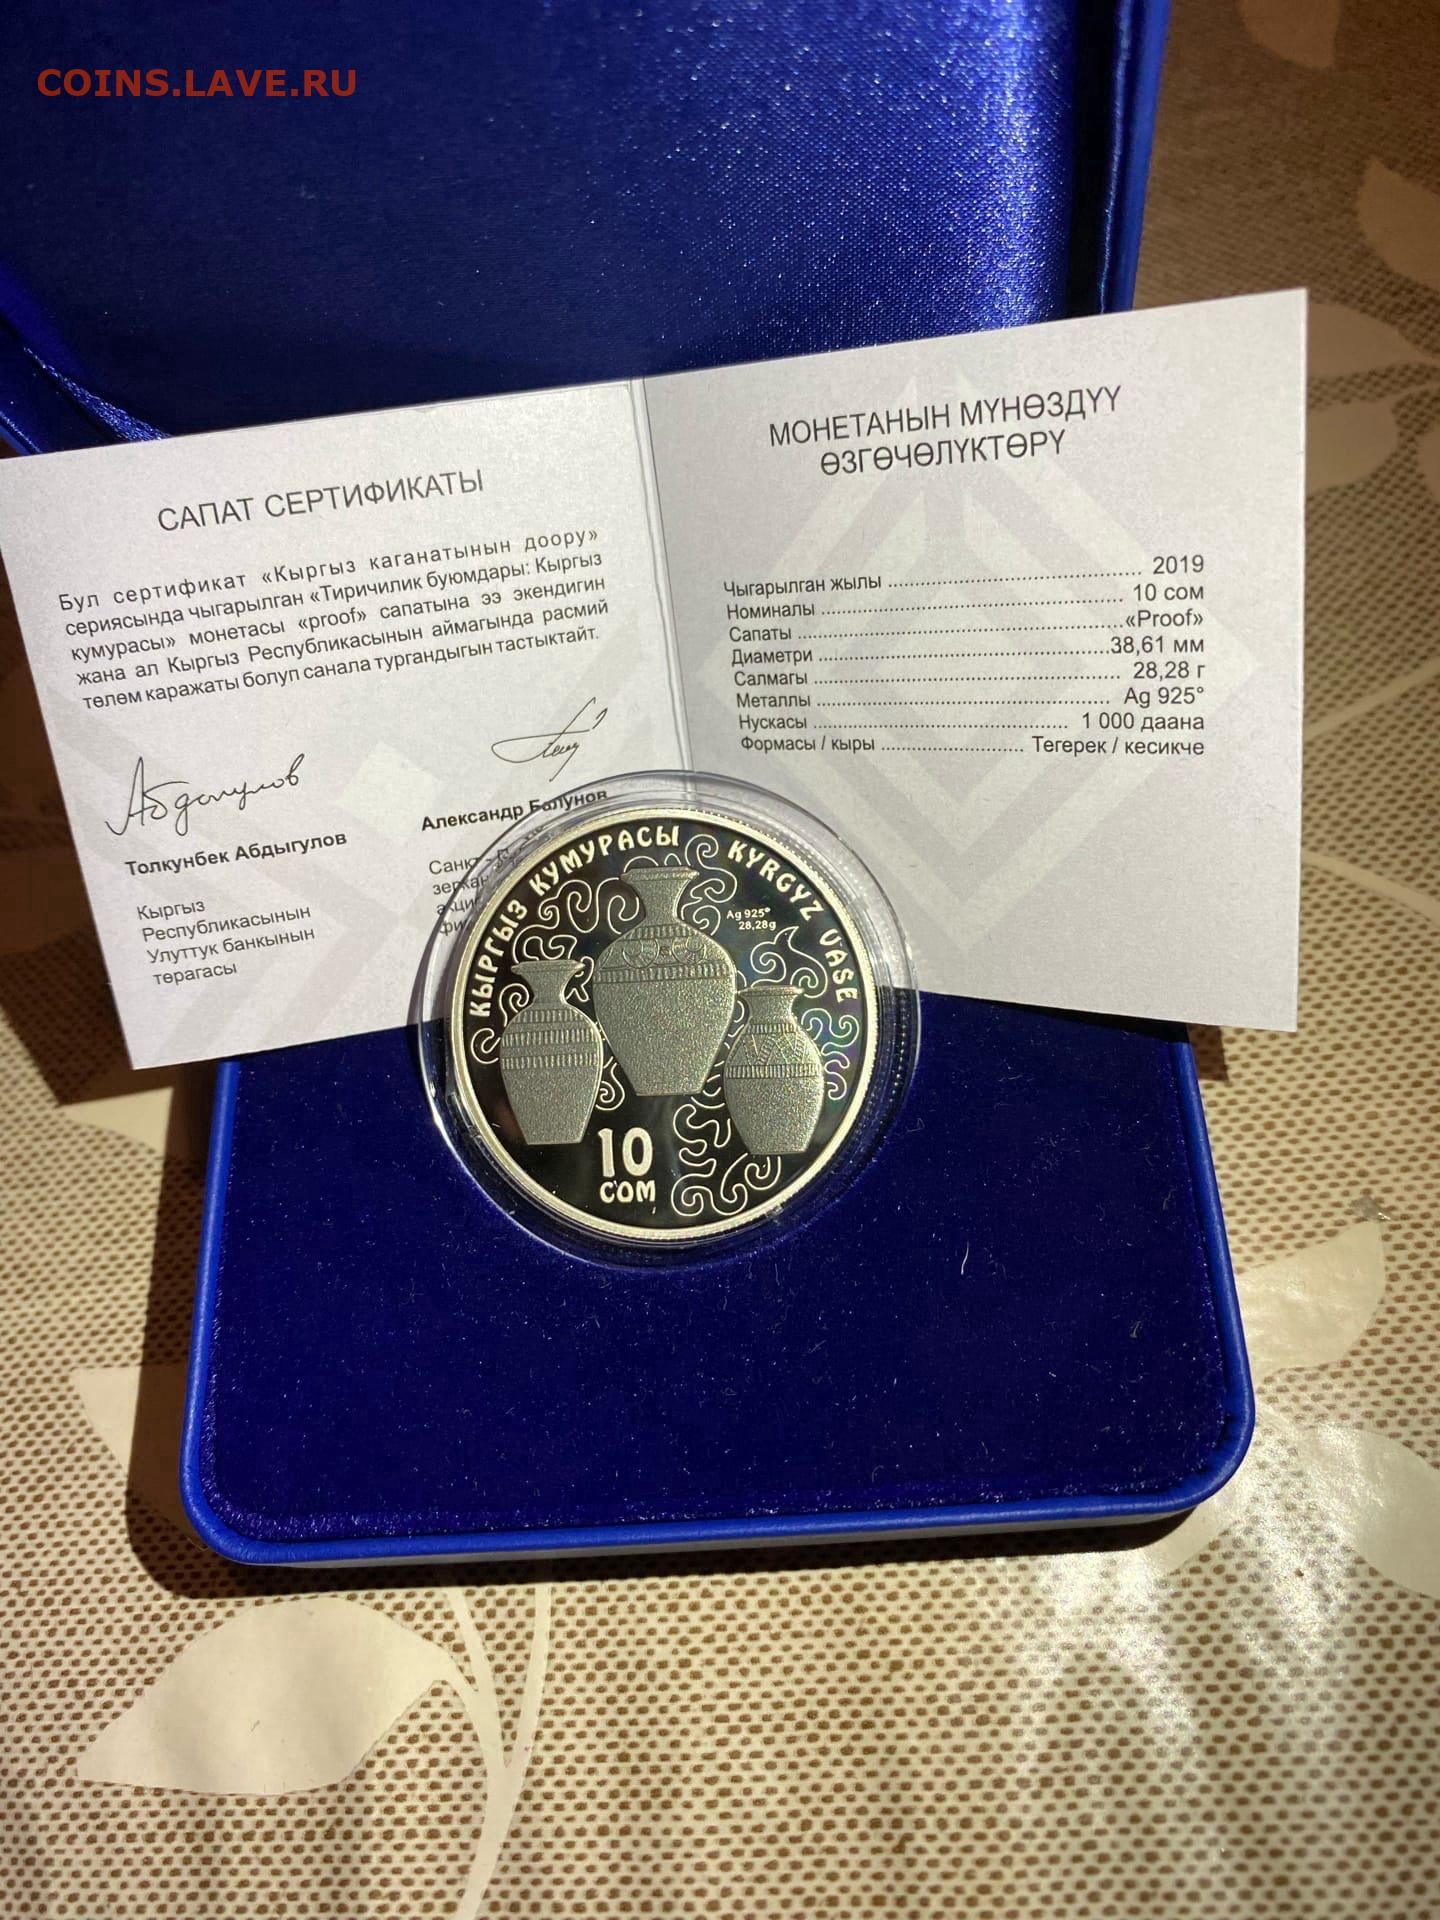 COINS.LAVE.RU
САПАТ СЕРТИФИКАТЫ
Бул сертификат «Кыргыз каганатынын доору»
сериясында чыгарылган «Тиричилик буюмдары: Кыргыз
кумурасы» монетасы «proof» сапатына ээ экендигин
жана ал Кыргыз Республикасынын аймагында расмий
төлөм каражаты болуп санала тургандыгын тастыктайт.
Толкунбек Абдыгулов
Кыргыз
Республикасынын
Улуттук банкынын
төрагасы
Александр Балунов
МОНЕТАНЫН МҮНӨЗДҮҮ
ӨЗГӨЧӨЛҮКТӨРҮ
Чыгарылган жылы ........................................ 2019
Номиналы ................................................ 10 сом
Сапаты ....................................................«Proof»
Диаметри ..............................................38,61 мм
Салмагы ................................................. 28,28 г
Металлы ............................................... Ag 925°
Нускасы ........................................ 1 000 даана
Формасы / кыры ...................... Тегерек / кесикче
КЫРГЫЗ КУМУРАСЫ KYRGYZ VASE
Ag 925°
28,28g
10
СОМ